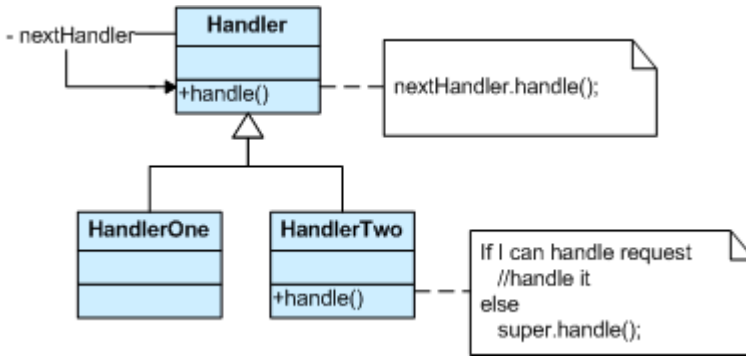 Handler
- nextHandler
+handle()
nextHandler.handle();
HandlerOne
HandlerTwo
+handle()
If I can handle request
//handle it
else
super.handle();